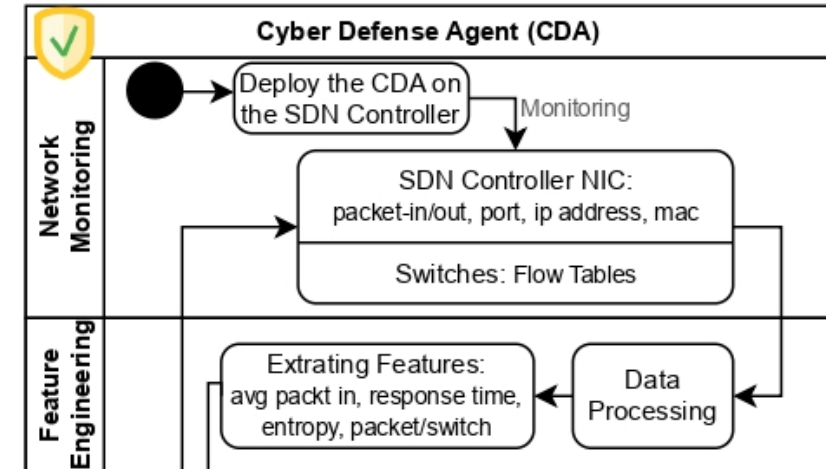 Cyber Defense Agent (CDA)
Network
Monitoring
Deploy the CDA on
the SDN Controller
Monitoring
SDN Controller NIC:
packet-in/out, port, ip address, mac
Switches: Flow Tables
Feature
Engineering
Extrating Features:
avg packt in, response time,
entropy, packet/switch
Data
Processing